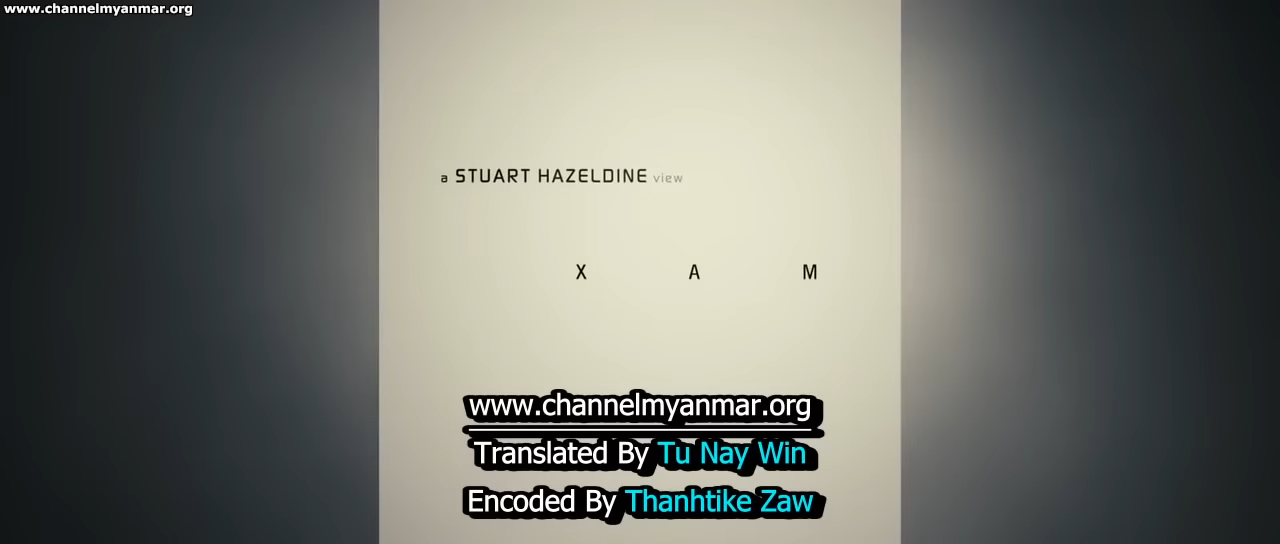 www.channelmyanmar.org
a STUART HAZELDINE view
X A M
www.channelmyanmar.org
Translated By Tu Nay Win
Encoded By Thanhtike Zaw